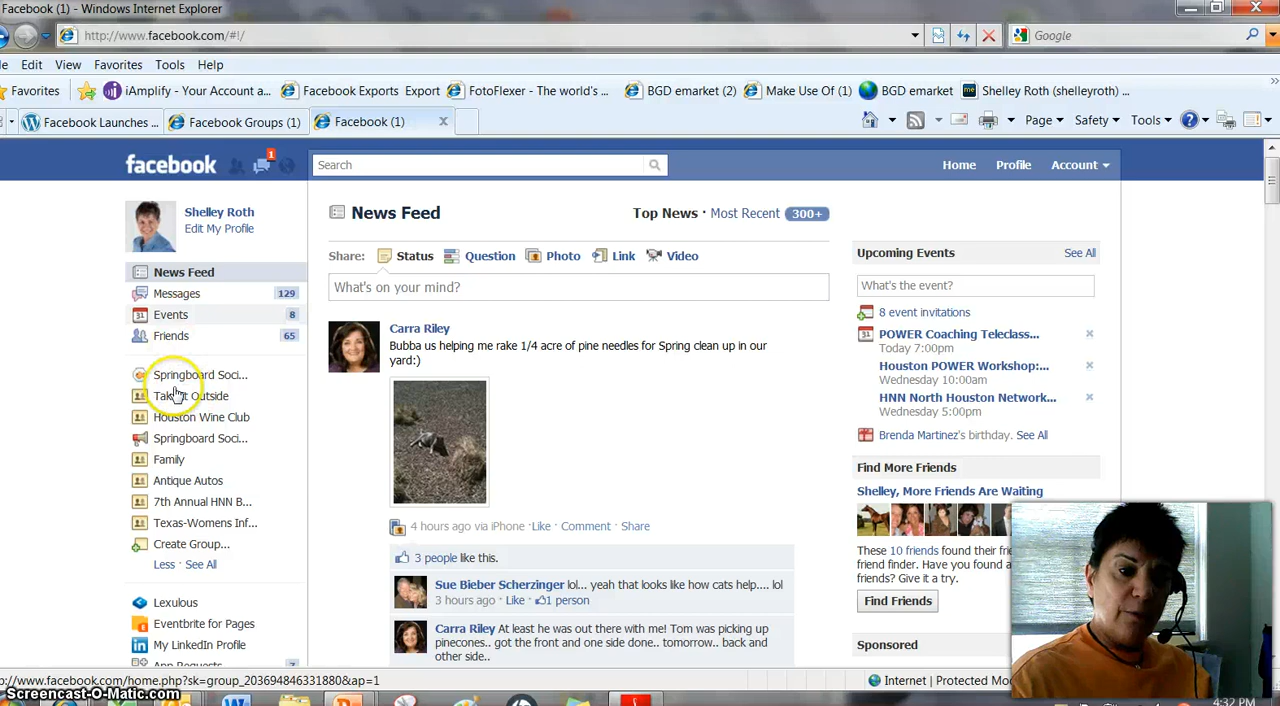 Facebook (1) - Windows Internet Explorer
http://www.facebook.com/#!/
Google
Edit View Favorites Tools Help
Favorites iAmplify - Your Account a... Facebook Exports Export FotoFlexer - The world's ... BGD emarket (2) Make Use Of (1) BGD emarket Shelley Roth (shelleyroth) ...
Facebook Launches ... Facebook Groups (1) Facebook (1) Page Safety Tools
facebook 1 Search Home Profile Account
Shelley Roth
Edit My Profile
News Feed
Messages 129
Events 8
Friends 65
Springboard Soci...
Outside
Houston Wine Club
Springboard Soci...
Family
Antique Autos
7th Annual HNN B...
Texas-Womens Inf...
Create Group...
Less · See All
Lexulous
Eventbrite for Pages
My LinkedIn Profile
App Requests
News Feed Top News · Most Recent 300+
Share: Status Question Photo Link Video
What's on your mind?
Carra Riley
Bubba us helping me rake 1/4 acre of pine needles for Spring clean up in our
yard:)
4 hours ago via iPhone · Like · Comment · Share
3 people like this.
Sue Bieber Scherzinger lol... yeah that looks like how cats help.... lol
3 hours ago · Like · 1 person
Carra Riley At least he was out there with me! Tom was picking up
pinecones.. got the front and one side done.. tomorrow.. back and
other side..
Upcoming Events See All
What's the event?
8 event invitations
POWER Coaching Teleclass...
Today 7:00pm
Houston POWER Workshop:...
Wednesday 10:00am
HNN North Houston Network...
Wednesday 5:00pm
Brenda Martinez's birthday. See All
Find More Friends
Shelley, More Friends Are Waiting
These 10 friends found their
friend finder. Have you found
friends? Give it a try.
Find Friends
Sponsored
p://www.facebook.com/home.php?sk=group_203694846331880&ap=1
Internet | Protected
Screencast-O-Matic.com
4:32 PM